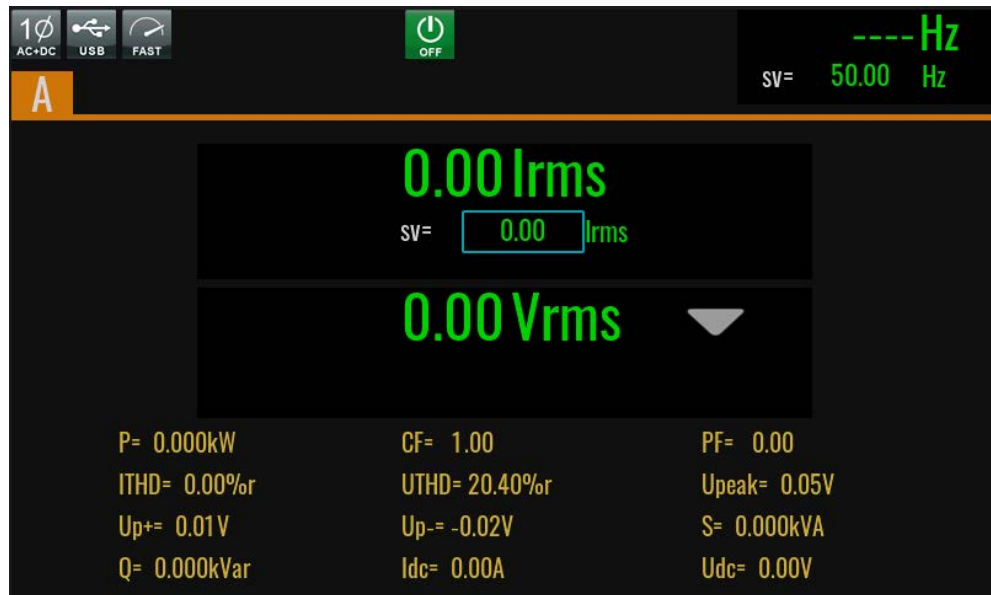 1Ø AC+DC USB FAST OFF ----Hz
sv= 50.00 Hz
A
0.00 Irms
sv= 0.00 Irms
0.00 Vrms
P= 0.000kW CF= 1.00 PF= 0.00
ITHD= 0.00%r UTHD= 20.40%r Upeak= 0.05V
Up+= 0.01V Up-= -0.02V S= 0.000kVA
Q= 0.000kVar Idc= 0.00A Udc= 0.00V